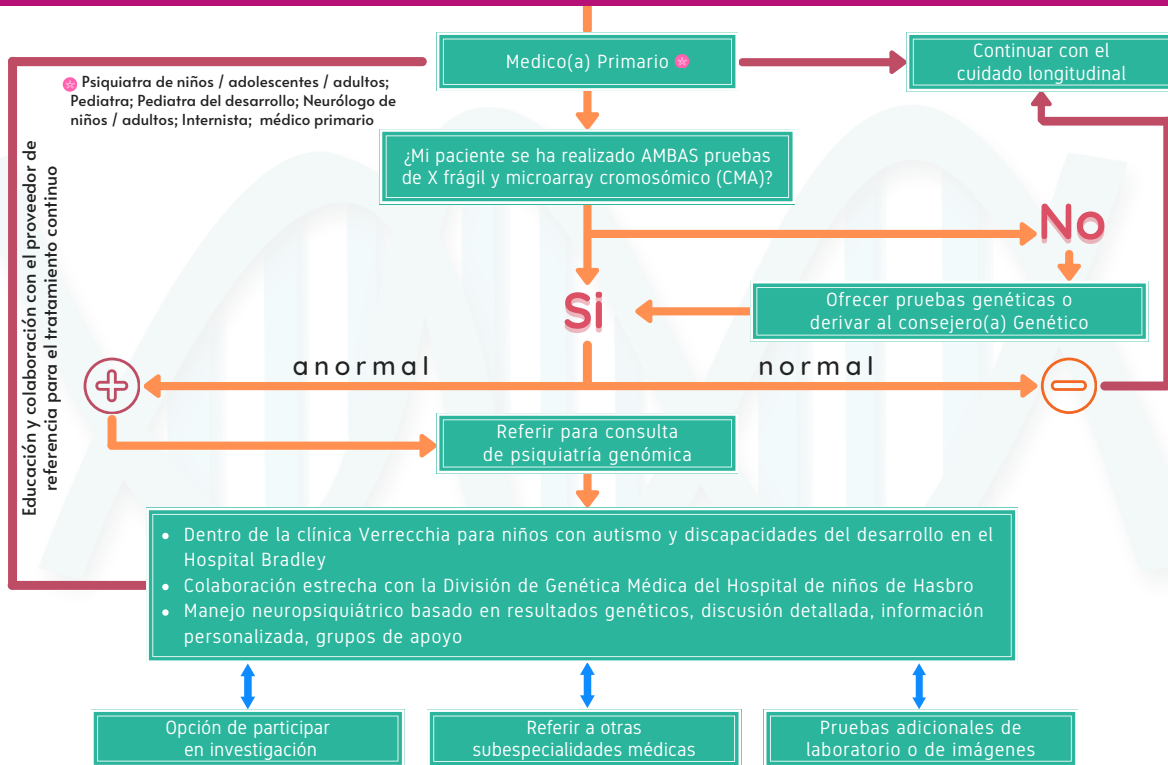 Medico(a) Primario
Continuar con el
cuidado longitudinal
Psiquiatra de niños / adolescentes / adultos;
Pediatra; Pediatra del desarrollo; Neurólogo de
niños / adultos; Internista; médico primario
¿Mi paciente se ha realizado AMBAS pruebas
de X frágil y microarray cromosómico (CMA)?
Educación y colaboración con el proveedor de
referencia para el tratamiento continuo
No
Si
Ofrecer pruebas genéticas o
derivar al consejero(a) Genético
anormal
normal
Referir para consulta
de psiquiatría genómica
• Dentro de la clínica Verrecchia para niños con autismo y discapacidades del desarrollo en el
Hospital Bradley
• Colaboración estrecha con la División de Genética Médica del Hospital de niños de Hasbro
• Manejo neuropsiquiátrico basado en resultados genéticos, discusión detallada, información
personalizada, grupos de apoyo
Opción de participar
en investigación
Referir a otras
subespecialidades médicas
Pruebas adicionales de
laboratorio o de imágenes